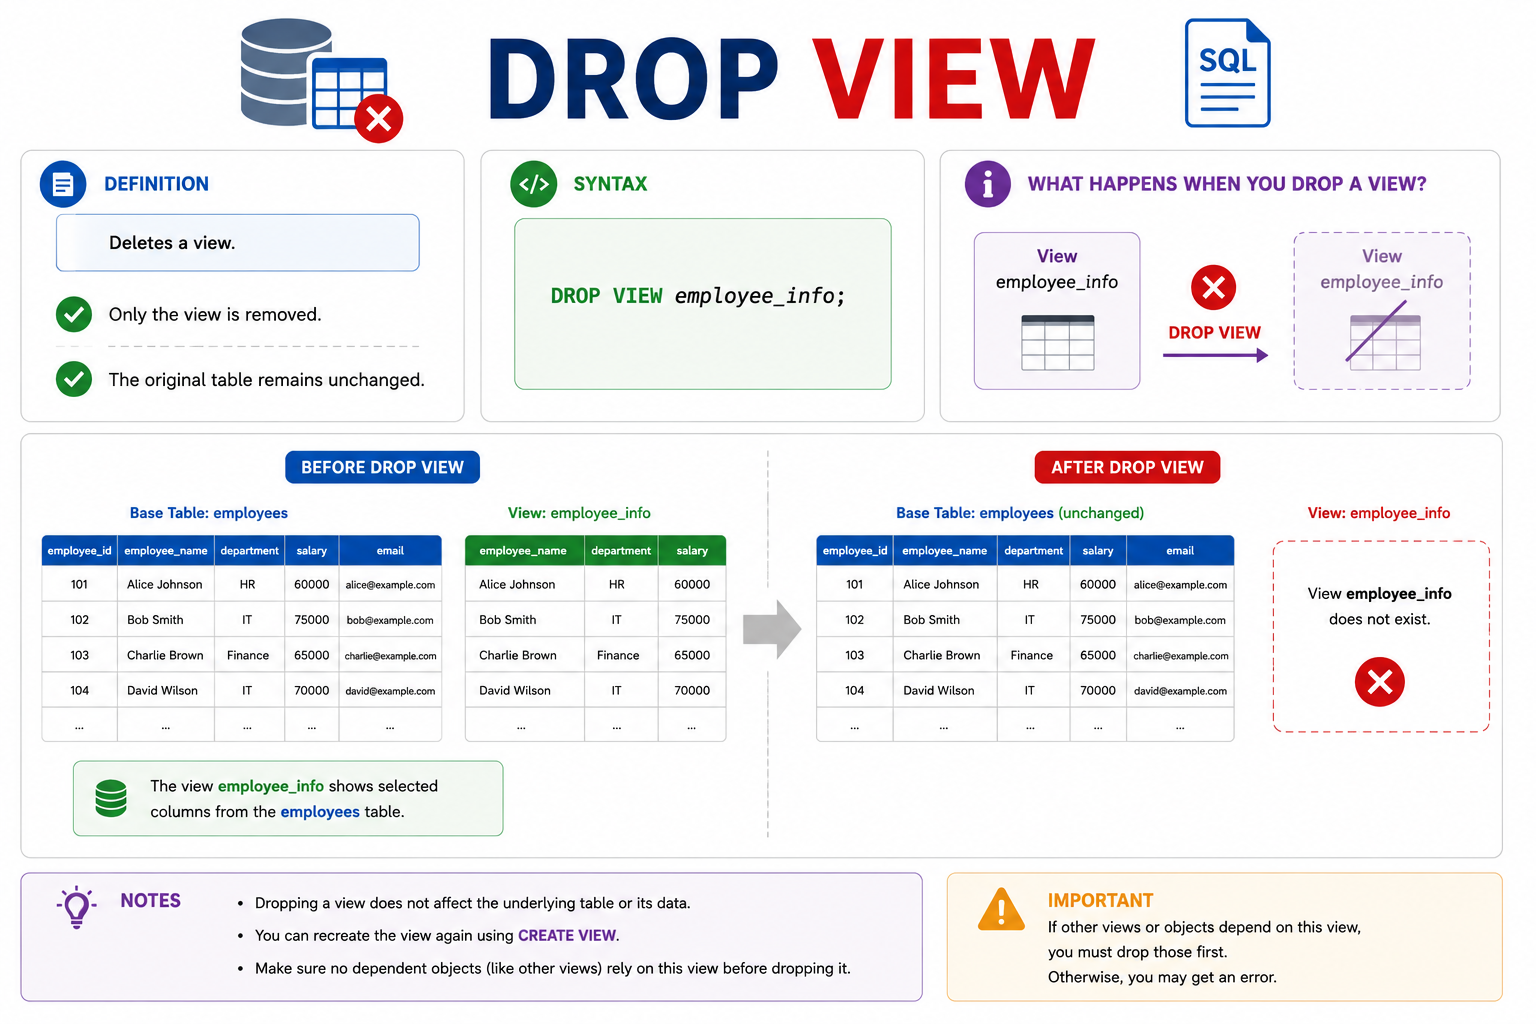 DROP VIEW
SQL
DEFINITION
Deletes a view.
Only the view is removed.
The original table remains unchanged.
SYNTAX
DROP VIEW employee_info;
WHAT HAPPENS WHEN YOU DROP A VIEW?
View
employee_info
DROP VIEW
View
employee_info
BEFORE DROP VIEW
Base Table: employees
employee_id employee_name department salary email
101 Alice Johnson HR 60000 alice@example.com
102 Bob Smith IT 75000 bob@example.com
103 Charlie Brown Finance 65000 charlie@example.com
104 David Wilson IT 70000 david@example.com
... ... ... ... ...
View: employee_info
employee_name department salary
Alice Johnson HR 60000
Bob Smith IT 75000
Charlie Brown Finance 65000
David Wilson IT 70000
... ... ...
The view employee_info shows selected
columns from the employees table.
AFTER DROP VIEW
Base Table: employees (unchanged)
employee_id employee_name department salary email
101 Alice Johnson HR 60000 alice@example.com
102 Bob Smith IT 75000 bob@example.com
103 Charlie Brown Finance 65000 charlie@example.com
104 David Wilson IT 70000 david@example.com
... ... ... ... ...
View: employee_info
View employee_info
does not exist.
NOTES
• Dropping a view does not affect the underlying table or its data.
• You can recreate the view again using CREATE VIEW.
• Make sure no dependent objects (like other views) rely on this view before dropping it.
IMPORTANT
If other views or objects depend on this view,
you must drop those first.
Otherwise, you may get an error.